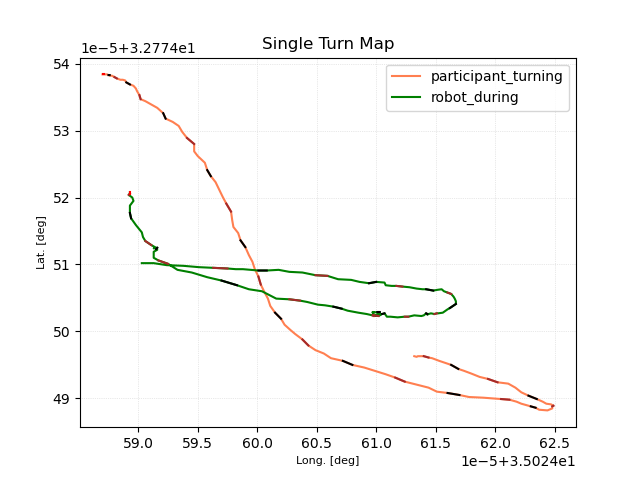 Single Turn Map
1e−5+3.2774e1
participant_turning
robot_during
54
53
52
51
50
49
Lat. [deg]
59.0 59.5 60.0 60.5 61.0 61.5 62.0 62.5
Long. [deg]
1e−5+3.5024e1